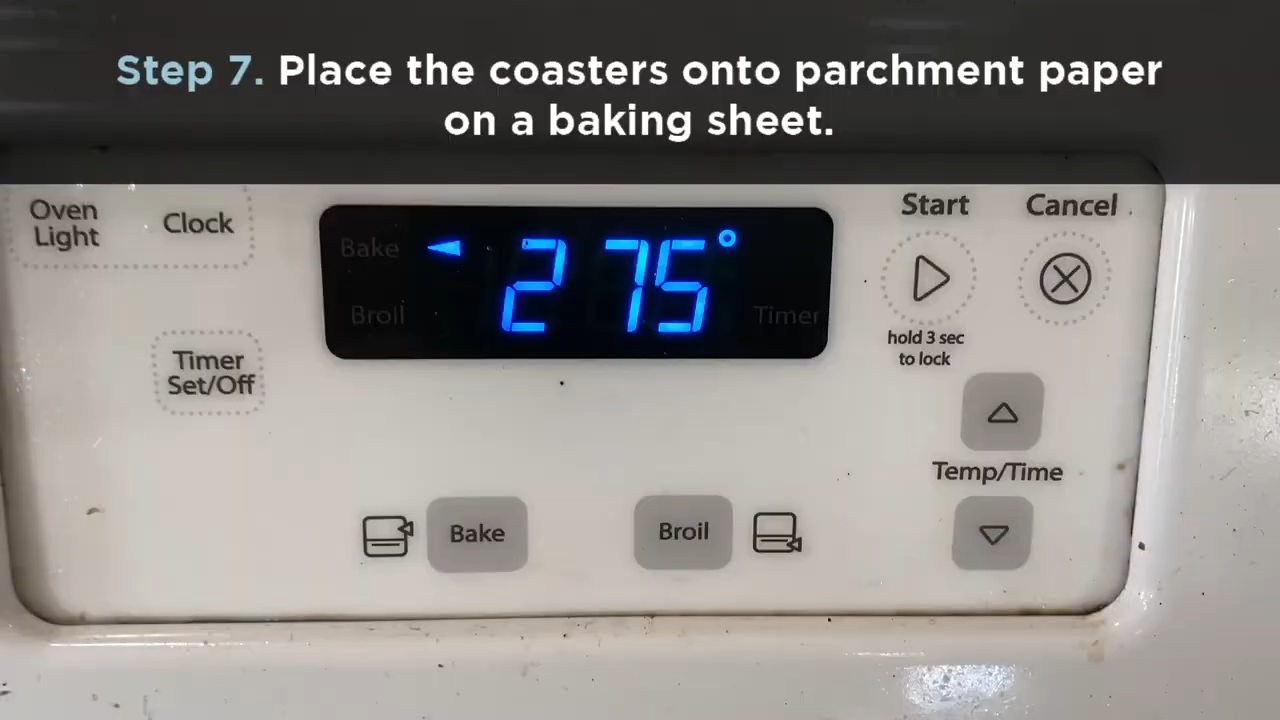 Step 7. Place the coasters onto parchment paper
on a baking sheet.
Oven
Light
Clock
Timer
Set/Off
Bake
Broil
275°
Timer
Start
hold 3 sec
to lock
Cancel
Temp/Time
Bake
Broil